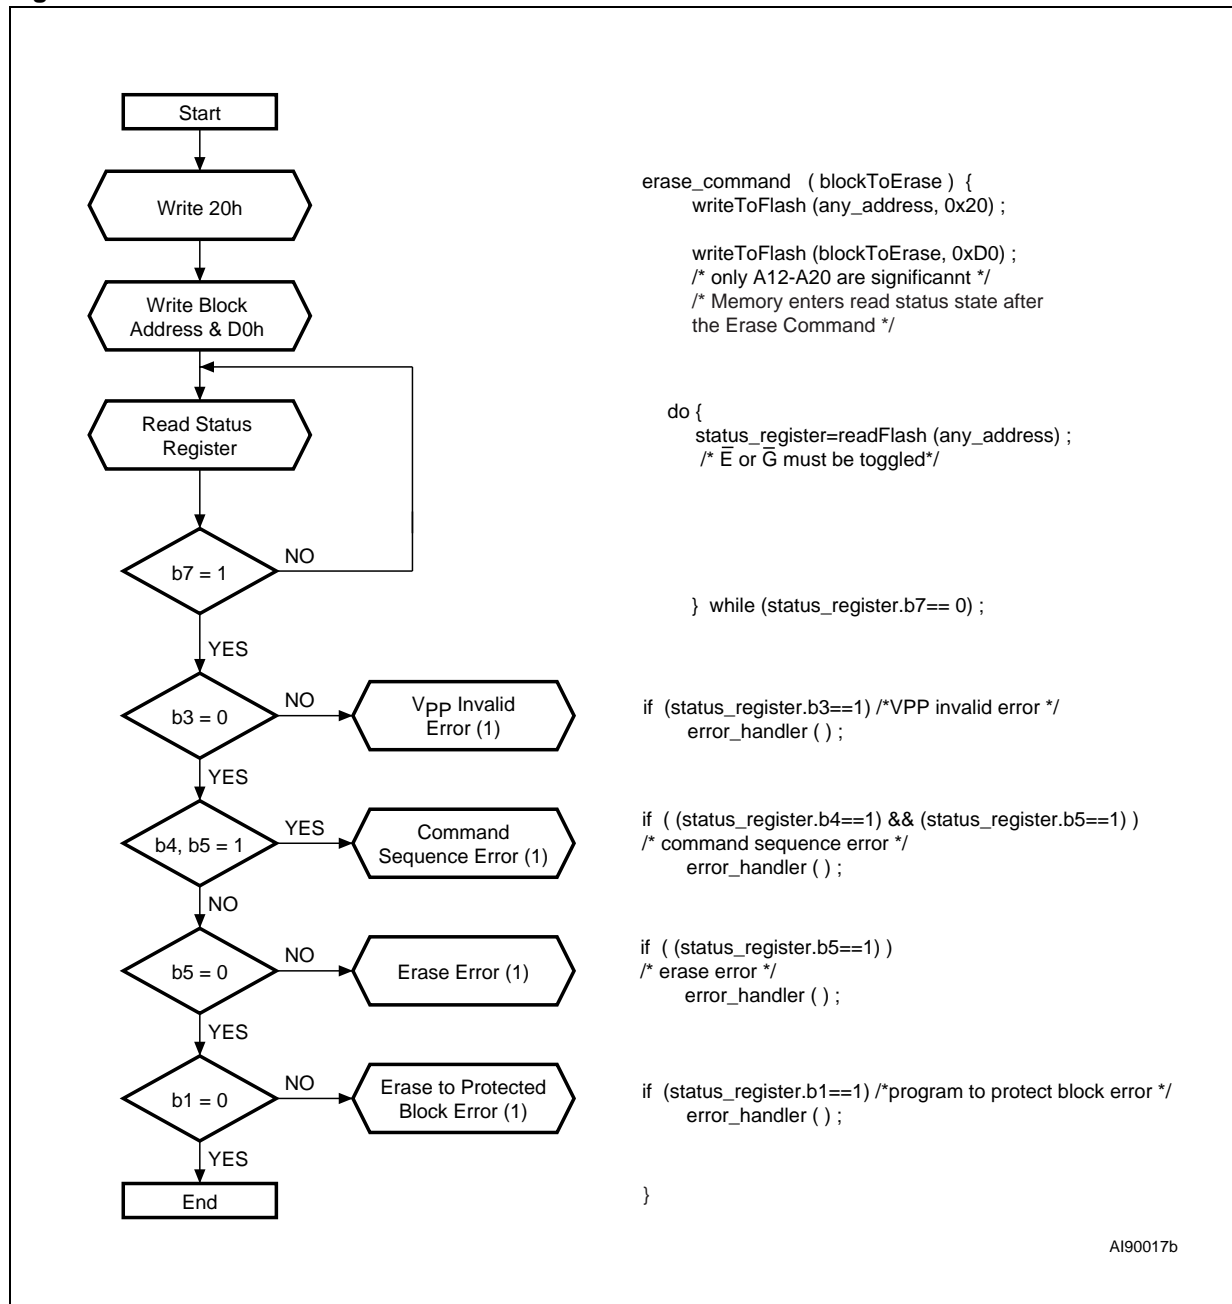 Start
Write 20h
Write Block
Address & D0h
Read Status
Register
b7 = 1
NO
YES
b3 = 0
NO
VPP Invalid
Error (1)
YES
b4, b5 = 1
YES
Command
Sequence Error (1)
NO
b5 = 0
NO
Erase Error (1)
YES
b1 = 0
NO
Erase to Protected
Block Error (1)
YES
End
erase_command ( blockToErase ) {
writeToFlash (any_address, 0x20) ;
writeToFlash (blockToErase, 0xD0) ;
/* only A12-A20 are significannt */
/* Memory enters read status state after
the Erase Command */
do {
status_register=readFlash (any_address) ;
/* E̅ or G̅ must be toggled*/
} while (status_register.b7== 0) ;
if (status_register.b3==1) /*VPP invalid error */
error_handler ( ) ;
if ( (status_register.b4==1) && (status_register.b5==1) )
/* command sequence error */
error_handler ( ) ;
if ( (status_register.b5==1) )
/* erase error */
error_handler ( ) ;
if (status_register.b1==1) /*program to protect block error */
error_handler ( ) ;
}
AI90017b